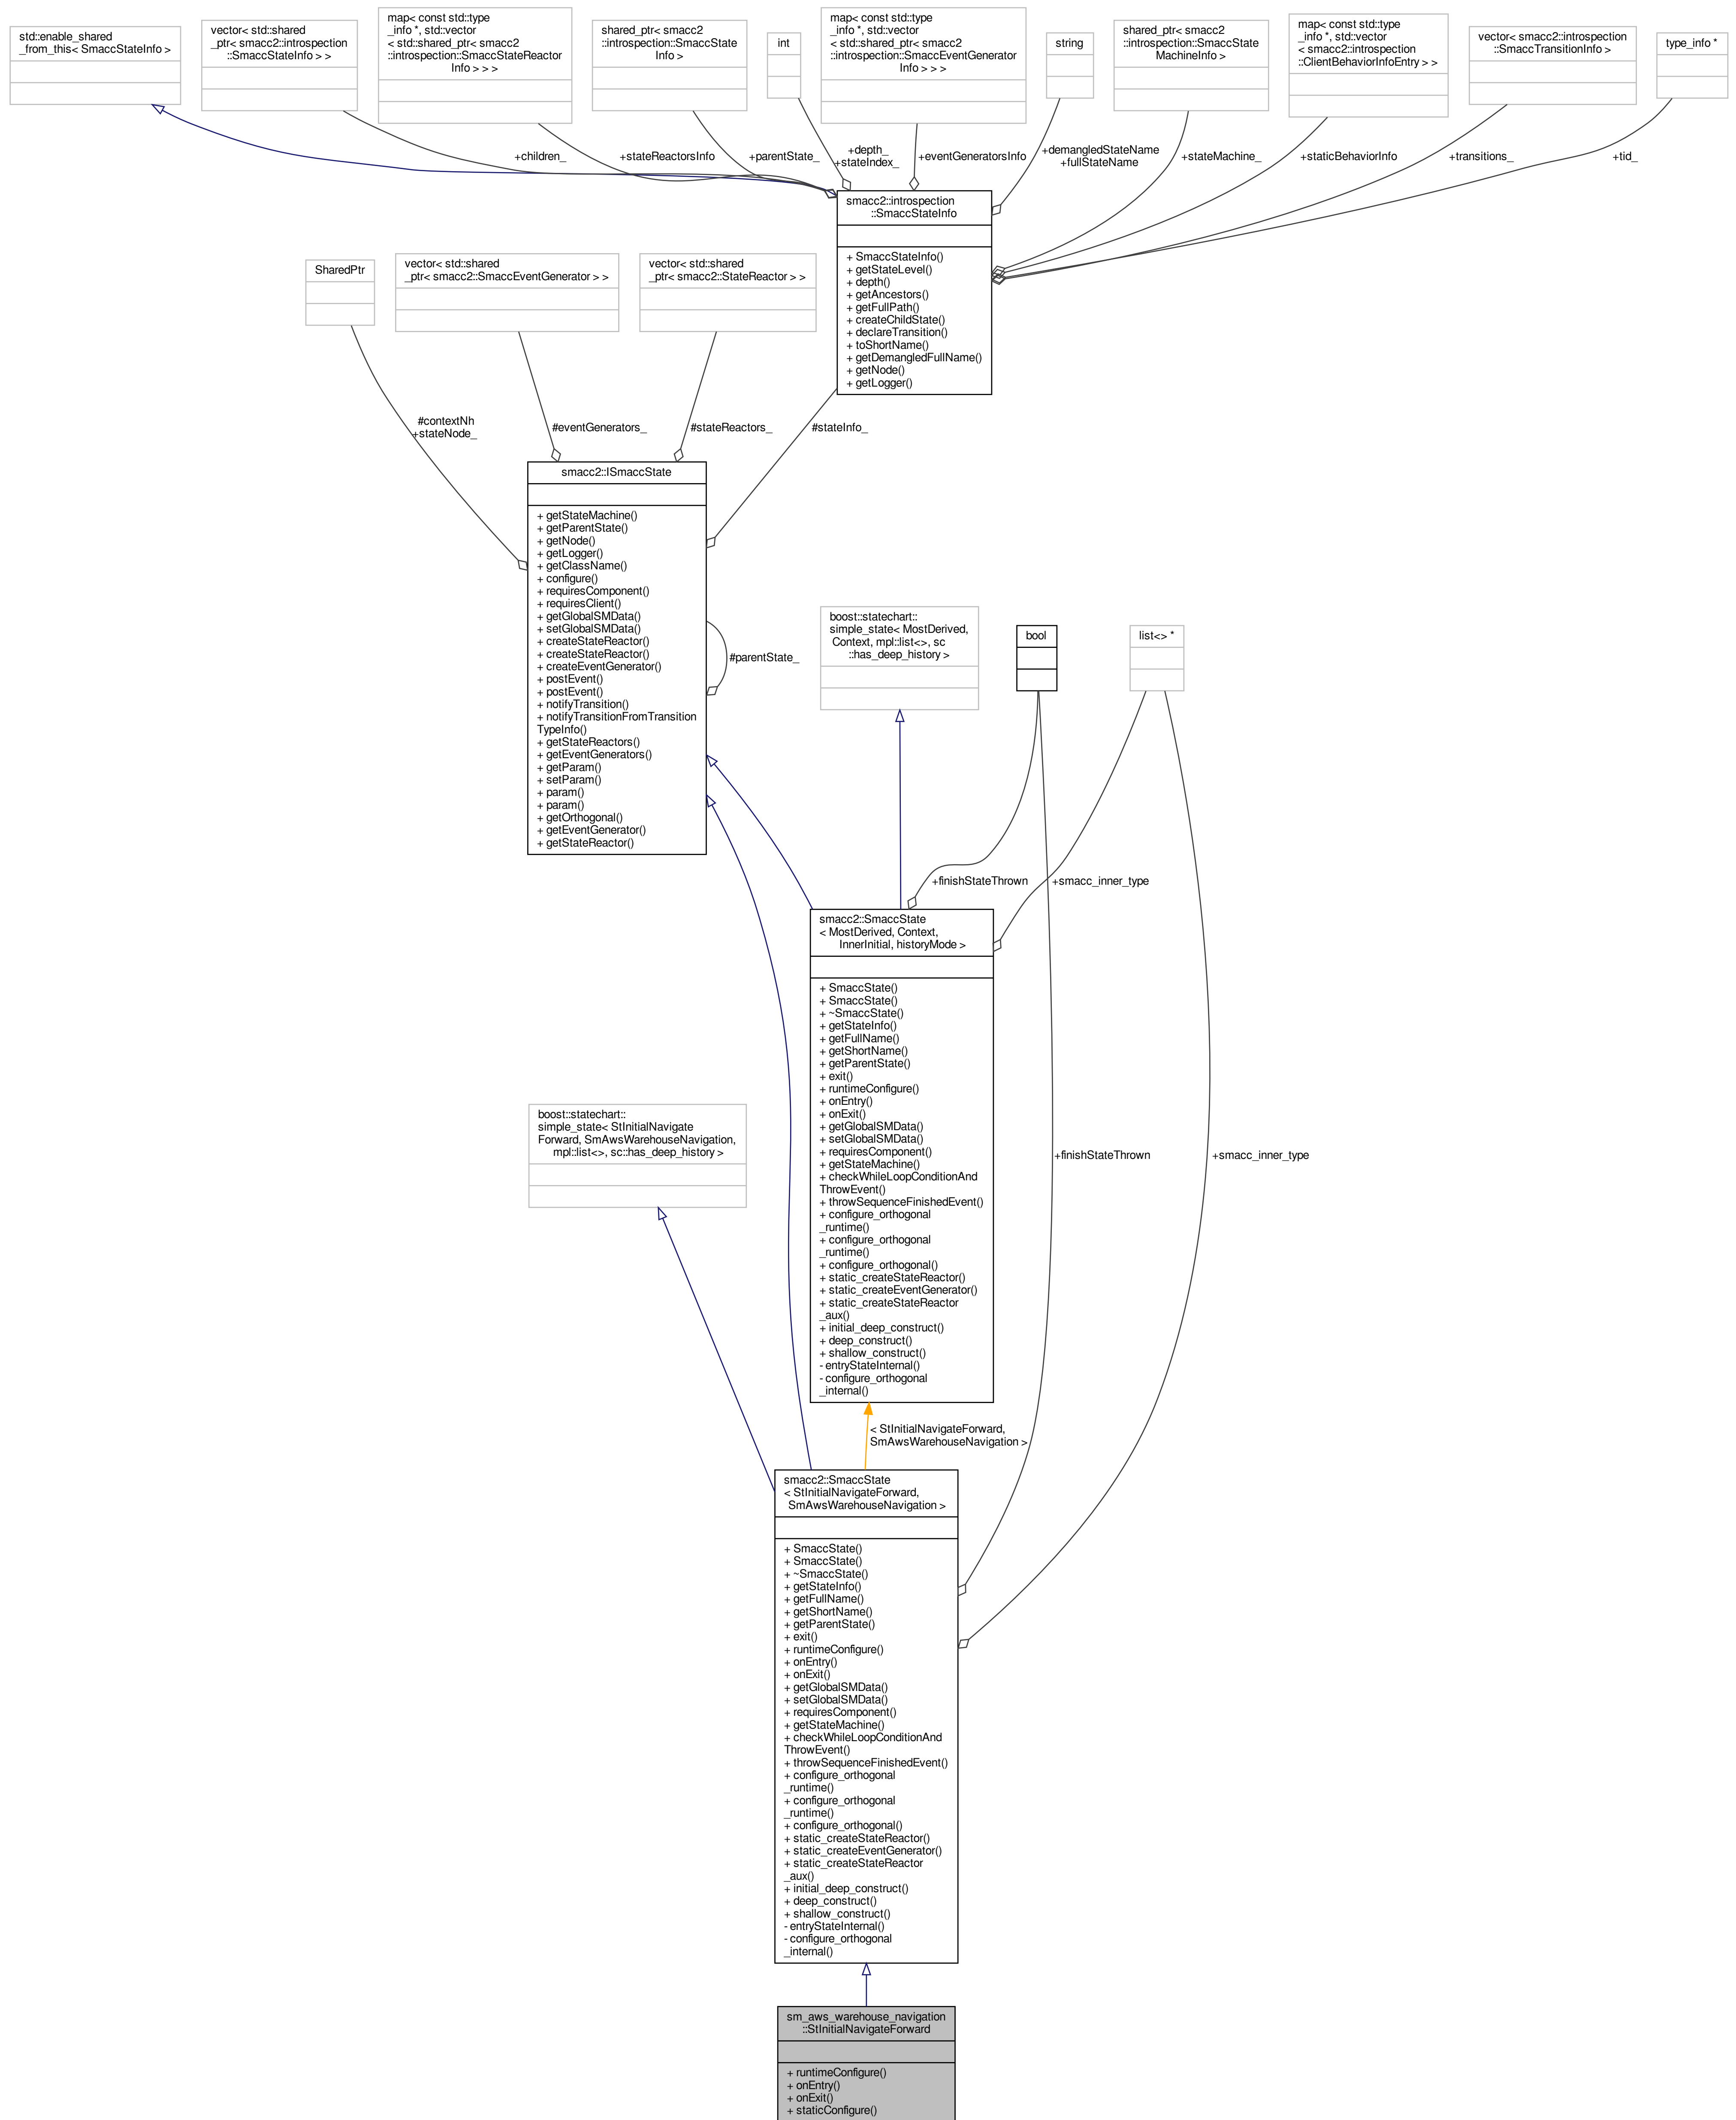 std::enable_shared
_from_this< SmaccStateInfo >
vector< std::shared
_ptr< smacc2::introspection
::SmaccStateInfo > >
map< const std::type
_info *, std::vector
< std::shared_ptr< smacc2
::introspection::SmaccStateReactor
Info > > >
shared_ptr< smacc2
::introspection::SmaccState
Info >
int
map< const std::type
_info *, std::vector
< std::shared_ptr< smacc2
::introspection::SmaccEventGenerator
Info > > >
string
shared_ptr< smacc2
::introspection::SmaccState
MachineInfo >
map< const std::type
_info *, std::vector
< smacc2::introspection
::ClientBehaviorInfoEntry > >
vector< smacc2::introspection
::SmaccTransitionInfo >
type_info *
+children_
+stateReactorsInfo
+parentState_
+depth_
+stateIndex_
+eventGeneratorsInfo
+demangledStateName
+fullStateName
+stateMachine_
+staticBehaviorInfo
+transitions_
+tid_
smacc2::introspection
::SmaccStateInfo
+ SmaccStateInfo()
+ getStateLevel()
+ depth()
+ getAncestors()
+ getFullPath()
+ createChildState()
+ declareTransition()
+ toShortName()
+ getDemangledFullName()
+ getNode()
+ getLogger()
SharedPtr
vector< std::shared
_ptr< smacc2::SmaccEventGenerator > >
vector< std::shared
_ptr< smacc2::StateReactor > >
#contextNh
+stateNode_
#eventGenerators_
#stateReactors_
#stateInfo_
smacc2::ISmaccState
+ getStateMachine()
+ getParentState()
+ getNode()
+ getLogger()
+ getClassName()
+ configure()
+ requiresComponent()
+ requiresClient()
+ getGlobalSMData()
+ setGlobalSMData()
+ createStateReactor()
+ createStateReactor()
+ createEventGenerator()
+ postEvent()
+ postEvent()
+ notifyTransition()
+ notifyTransitionFromTransition
TypeInfo()
+ getStateReactors()
+ getEventGenerators()
+ getParam()
+ setParam()
+ param()
+ param()
+ getOrthogonal()
+ getEventGenerator()
+ getStateReactor()
#parentState_
boost::statechart::
simple_state< MostDerived,
Context, mpl::list<>, sc
::has_deep_history >
bool
list<> *
+finishStateThrown
+smacc_inner_type
smacc2::SmaccState
< MostDerived, Context,
InnerInitial, historyMode >
+ SmaccState()
+ SmaccState()
+ ~SmaccState()
+ getStateInfo()
+ getFullName()
+ getShortName()
+ getParentState()
+ exit()
+ runtimeConfigure()
+ onEntry()
+ onExit()
+ getGlobalSMData()
+ setGlobalSMData()
+ requiresComponent()
+ getStateMachine()
+ checkWhileLoopConditionAnd
ThrowEvent()
+ throwSequenceFinishedEvent()
+ configure_orthogonal
_runtime()
+ configure_orthogonal
_runtime()
+ configure_orthogonal()
+ static_createStateReactor()
+ static_createEventGenerator()
+ static_createStateReactor
_aux()
+ initial_deep_construct()
+ deep_construct()
+ shallow_construct()
- entryStateInternal()
- configure_orthogonal
_internal()
boost::statechart::
simple_state< StInitialNavigate
Forward, SmAwsWarehouseNavigation,
mpl::list<>, sc::has_deep_history >
+finishStateThrown
+smacc_inner_type
< StInitialNavigateForward,
SmAwsWarehouseNavigation >
smacc2::SmaccState
< StInitialNavigateForward,
SmAwsWarehouseNavigation >
+ SmaccState()
+ SmaccState()
+ ~SmaccState()
+ getStateInfo()
+ getFullName()
+ getShortName()
+ getParentState()
+ exit()
+ runtimeConfigure()
+ onEntry()
+ onExit()
+ getGlobalSMData()
+ setGlobalSMData()
+ requiresComponent()
+ getStateMachine()
+ checkWhileLoopConditionAnd
ThrowEvent()
+ throwSequenceFinishedEvent()
+ configure_orthogonal
_runtime()
+ configure_orthogonal
_runtime()
+ configure_orthogonal()
+ static_createStateReactor()
+ static_createEventGenerator()
+ static_createStateReactor
_aux()
+ initial_deep_construct()
+ deep_construct()
+ shallow_construct()
- entryStateInternal()
- configure_orthogonal
_internal()
sm_aws_warehouse_navigation
::StInitialNavigateForward
+ runtimeConfigure()
+ onEntry()
+ onExit()
+ staticConfigure()